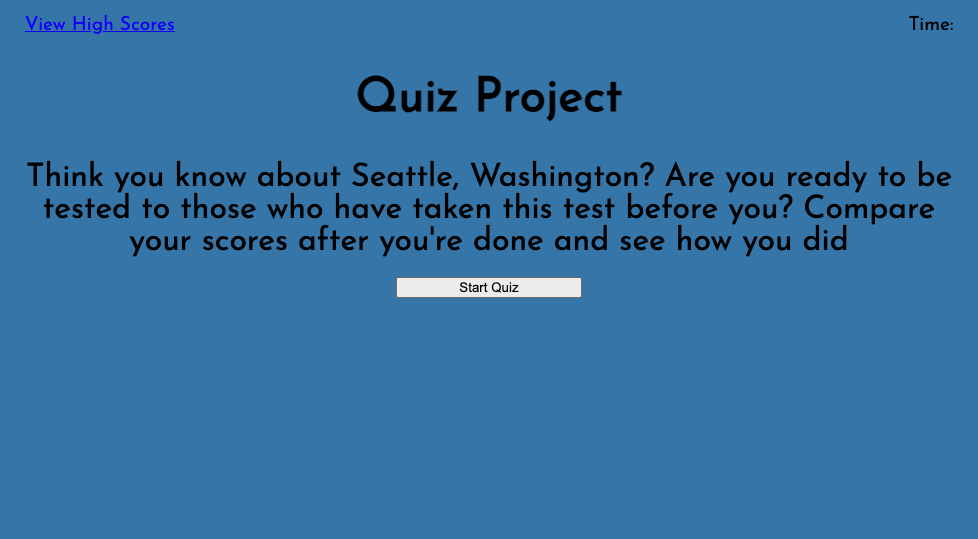 View High Scores
Time:
Quiz Project
Think you know about Seattle, Washington? Are you ready to be
tested to those who have taken this test before you? Compare
your scores after you're done and see how you did
Start Quiz